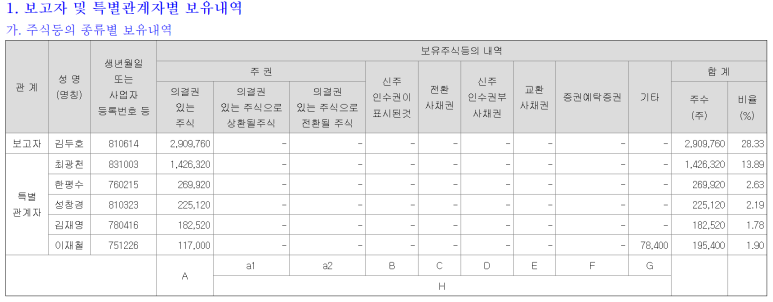 1. 보고자 및 특별관계자별 보유내역
가. 주식등의 종류별 보유내역
관 계 성 명 (명칭) 생년월일 또는 사업자 등록번호 등 보유주식등의 내역
주 권 신주 인수권이 표시된것 전환 사채권 신주 인수권부 사채권 교환 사채권 증권예탁증권 기타 합 계
의결권 있는 주식 의결권 있는 주식으로 상환될주식 의결권 있는 주식으로 전환될 주식 주수 (주) 비율 (%)
보고자 김두호 810614 2,909,760 - - - - - - - - 2,909,760 28.33
특별 관계자 최광천 831003 1,426,320 - - - - - - - - 1,426,320 13.89
한평수 760215 269,920 - - - - - - - - 269,920 2.63
성창경 810323 225,120 - - - - - - - - 225,120 2.19
김재명 780416 182,520 - - - - - - - - 182,520 1.78
이재철 751226 117,000 - - - - - - - 78,400 195,400 1.90
A a1 a2 B C D E F G
H